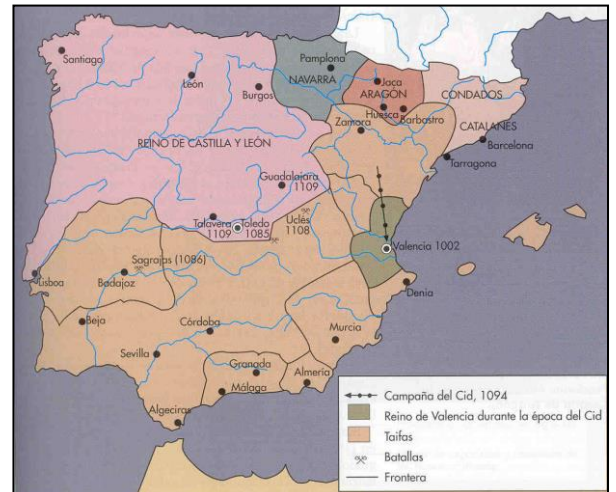 Santiago
León
Burgos
Pamplona
NAVARRA
Jaca
ARAGÓN
Huesca
Barbastro
CONDADOS
CATALANES
Barcelona
Tarragona
Zamora
REINO DE CASTILLA Y LEÓN
Guadalajara
1109
Talavera
1109
Toledo
1085
Uclés
1108
Valencia 1002
Sagrajas (1086)
Badajoz
Lisboa
Denia
Beja
Córdoba
Murcia
Sevilla
Granada
Málaga
Almería
Algeciras
Campaña del Cid, 1094
Reino de Valencia durante la época del Cid
Taifas
Batallas
Frontera